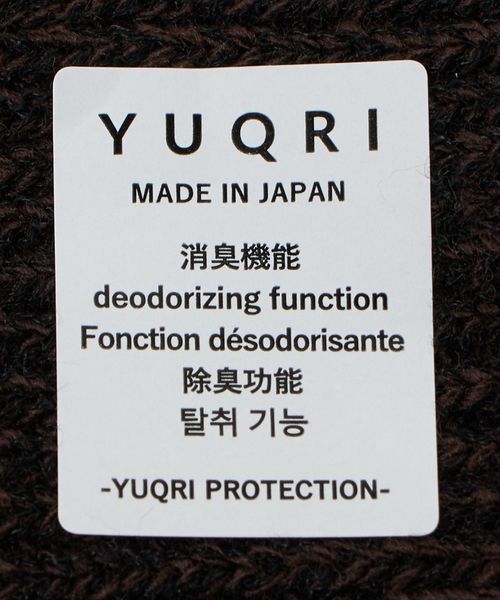 YUQRI
MADE IN JAPAN
消臭機能
deodorizing function
Fonction désodorisante
除臭功能
탈취 기능
-YUQRI PROTECTION-